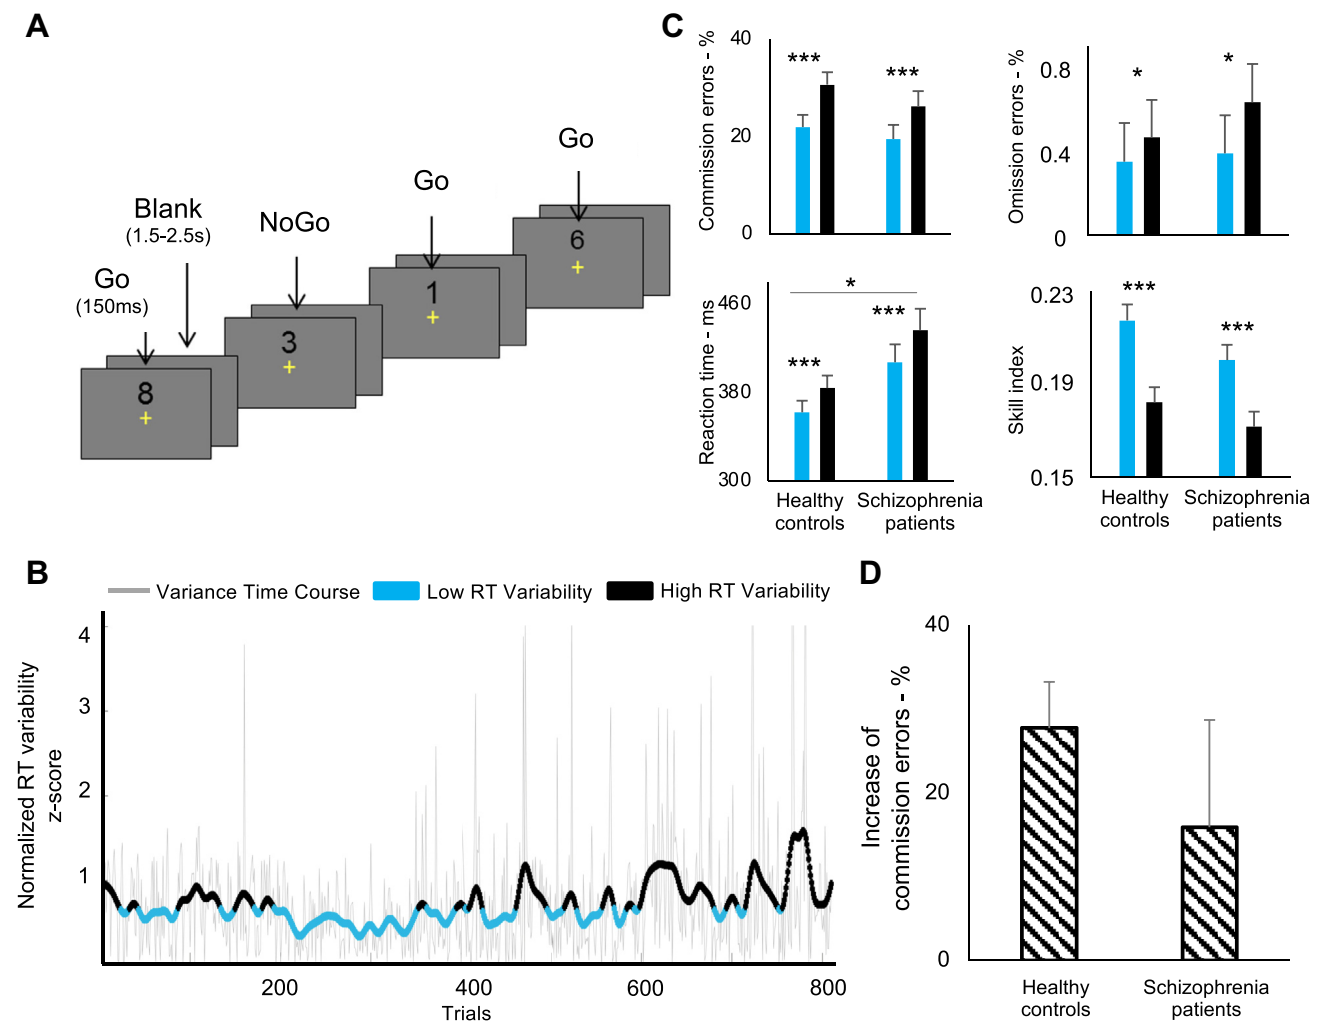 A
Go
(150ms)
Blank
(1.5-2.5s)
NoGo
Go
Go
8
3
1
6
C
Commission errors - %
40
20
0
***
***
Omission errors - %
0.8
0.4
0
*
*
Reaction time - ms
460
380
300
***
***
*
Healthy
controls
Schizophrenia
patients
Skill index
0.23
0.19
0.15
***
***
Healthy
controls
Schizophrenia
patients
B
Variance Time Course
Low RT Variability
High RT Variability
Normalized RT variability
z-score
4
3
2
1
200
400
600
800
Trials
D
Increase of
commission errors - %
40
20
0
Healthy
controls
Schizophrenia
patients